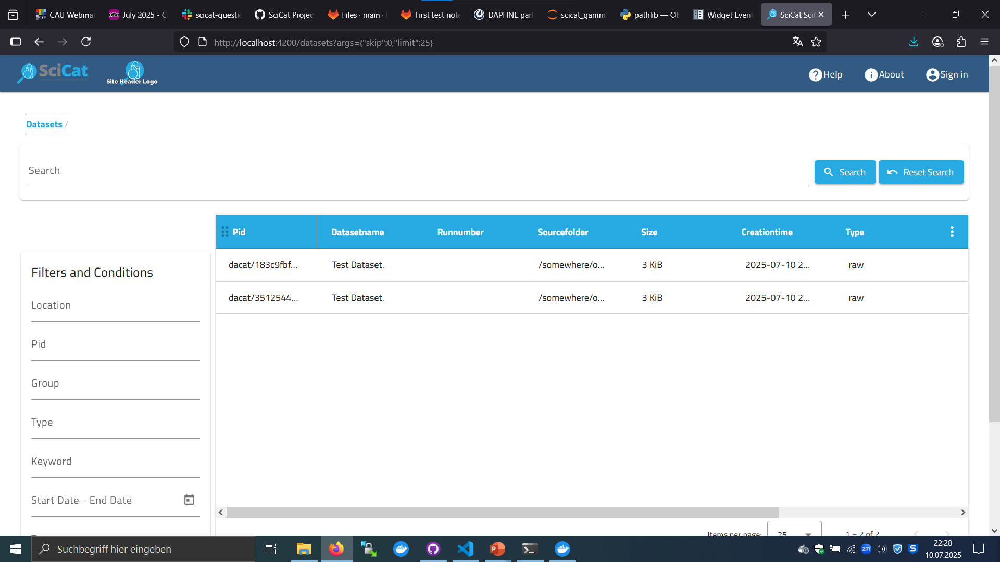 CAU Webmai
July 2025 - C
scicat-questi
SciCat Projec
Files · main ·
First test note
DAPHNE part
scicat_gamm
pathlib — Ob
Widget Event
SciCat Sci
http://localhost:4200/datasets?args={"skip":0,"limit":25}
SciCat
Site Header Logo
Help
About
Sign in
Datasets /
Search
Search
Reset Search
Pid Datasetname Runnumber Sourcefolder Size Creationtime Type
dacat/183c9fbf... Test Dataset. /somewhere/o... 3 KiB 2025-07-10 2... raw
dacat/3512544... Test Dataset. /somewhere/o... 3 KiB 2025-07-10 2... raw
Filters and Conditions
Location
Pid
Group
Type
Keyword
Start Date - End Date
Items per page: 25 1 – 2 of 2
Suchbegriff hier eingeben
zm
S
22:28
10.07.2025